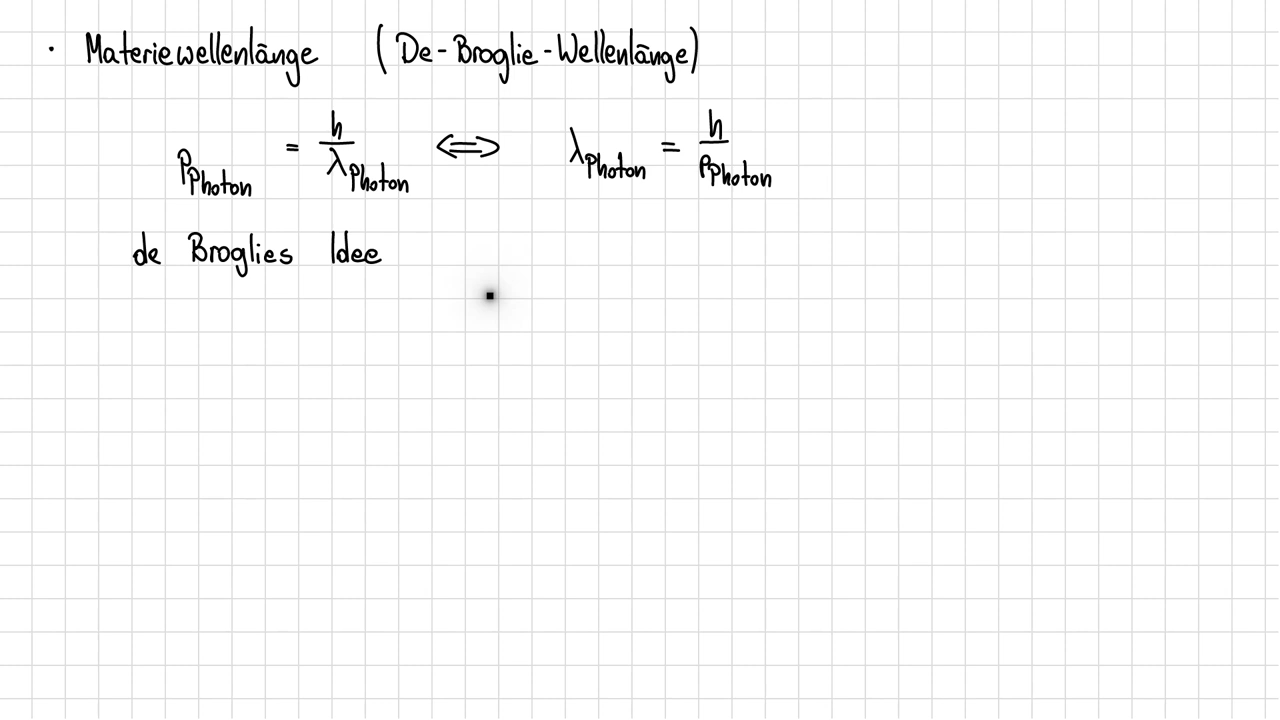 · Materiewellenlänge (De-Broglie-Wellenlänge)
p_Photon = h/λ_Photon ⟺ λ_Photon = h/p_Photon
de Broglies Idee